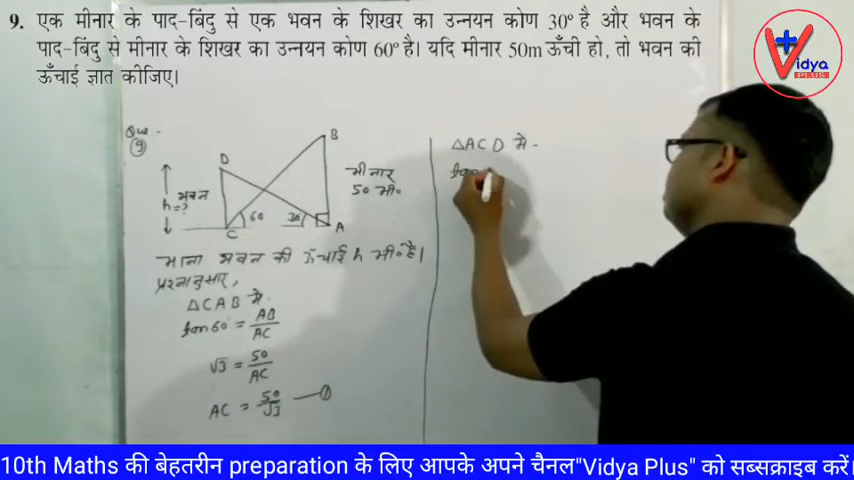 9. एक मीनार के पाद-बिंदु से एक भवन के शिखर का उन्नयन कोण 30° है और भवन के
पाद-बिंदु से मीनार के शिखर का उन्नयन कोण 60° है। यदि मीनार 50m ऊँची हो, तो भवन की
ऊँचाई ज्ञात कीजिए।
Vidya
PLUS
Que -
9
B
D
भवन
h = ?
मीनार
50 मी०
60
30
C
A
माना भवन की ऊँचाई h मी० है।
प्रश्नानुसार,
△CAB में.
tan60 = AB/AC
√3 = 50/AC
AC = 50/√3 —①
△ACD में -
tan
10th Maths की बेहतरीन preparation के लिए आपके अपने चैनल"Vidya Plus" को सब्सक्राइब करें।